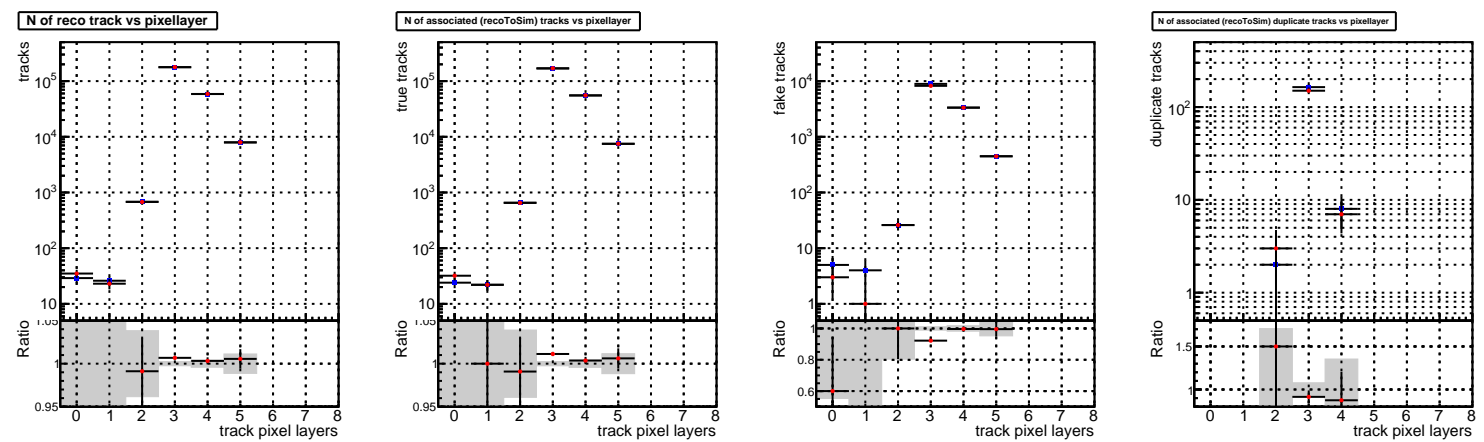 N of reco track vs pixellayer
tracks
10^5
10^4
10^3
10^2
10
Ratio
1.05
1
0.95
0 1 2 3 4 5 6 7 8
track pixel layers
N of associated (recoToSim) tracks vs pixellayer
true tracks
10^5
10^4
10^3
10^2
10
Ratio
1.05
1
0.95
0 1 2 3 4 5 6 7 8
track pixel layers
fake tracks
10^4
10^3
10^2
10
1
Ratio
1
0.8
0.6
0 1 2 3 4 5 6 7 8
track pixel layers
N of associated (recoToSim) duplicate tracks vs pixellayer
duplicate tracks
10^2
10
1
Ratio
1.5
1
0 1 2 3 4 5 6 7 8
track pixel layers